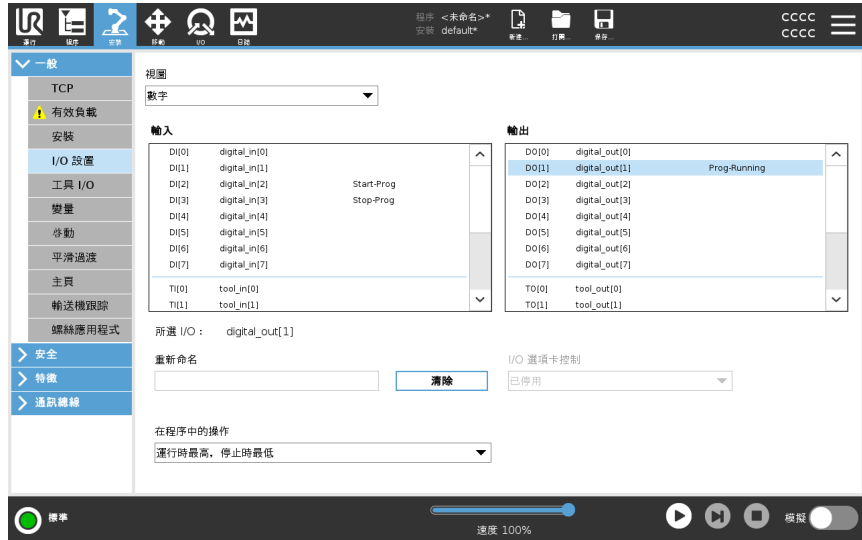 UR
程序 <未命名>*
安裝 default*
CCCC
CCCC
運行 程序 安裝 移動 I/O 日誌 新建... 打開... 保存...
一般
TCP
有效負載
安裝
I/O 設置
工具 I/O
變量
啓動
平滑過渡
主頁
輸送機跟踪
螺絲應用程式
安全
特徵
通訊總線
視圖
數字
輸入 輸出
DI[0] digital_in[0] DO[0] digital_out[0]
DI[1] digital_in[1] DO[1] digital_out[1] Prog-Running
DI[2] digital_in[2] Start-Prog DO[2] digital_out[2]
DI[3] digital_in[3] Stop-Prog DO[3] digital_out[3]
DI[4] digital_in[4] DO[4] digital_out[4]
DI[5] digital_in[5] DO[5] digital_out[5]
DI[6] digital_in[6] DO[6] digital_out[6]
DI[7] digital_in[7] DO[7] digital_out[7]
TI[0] tool_in[0] TO[0] tool_out[0]
TI[1] tool_in[1] TO[1] tool_out[1]
所選 I/O： digital_out[1]
重新命名 I/O 選項卡控制
清除 已停用
在程序中的操作
運行時最高，停止時最低
標準
速度 100%
模擬